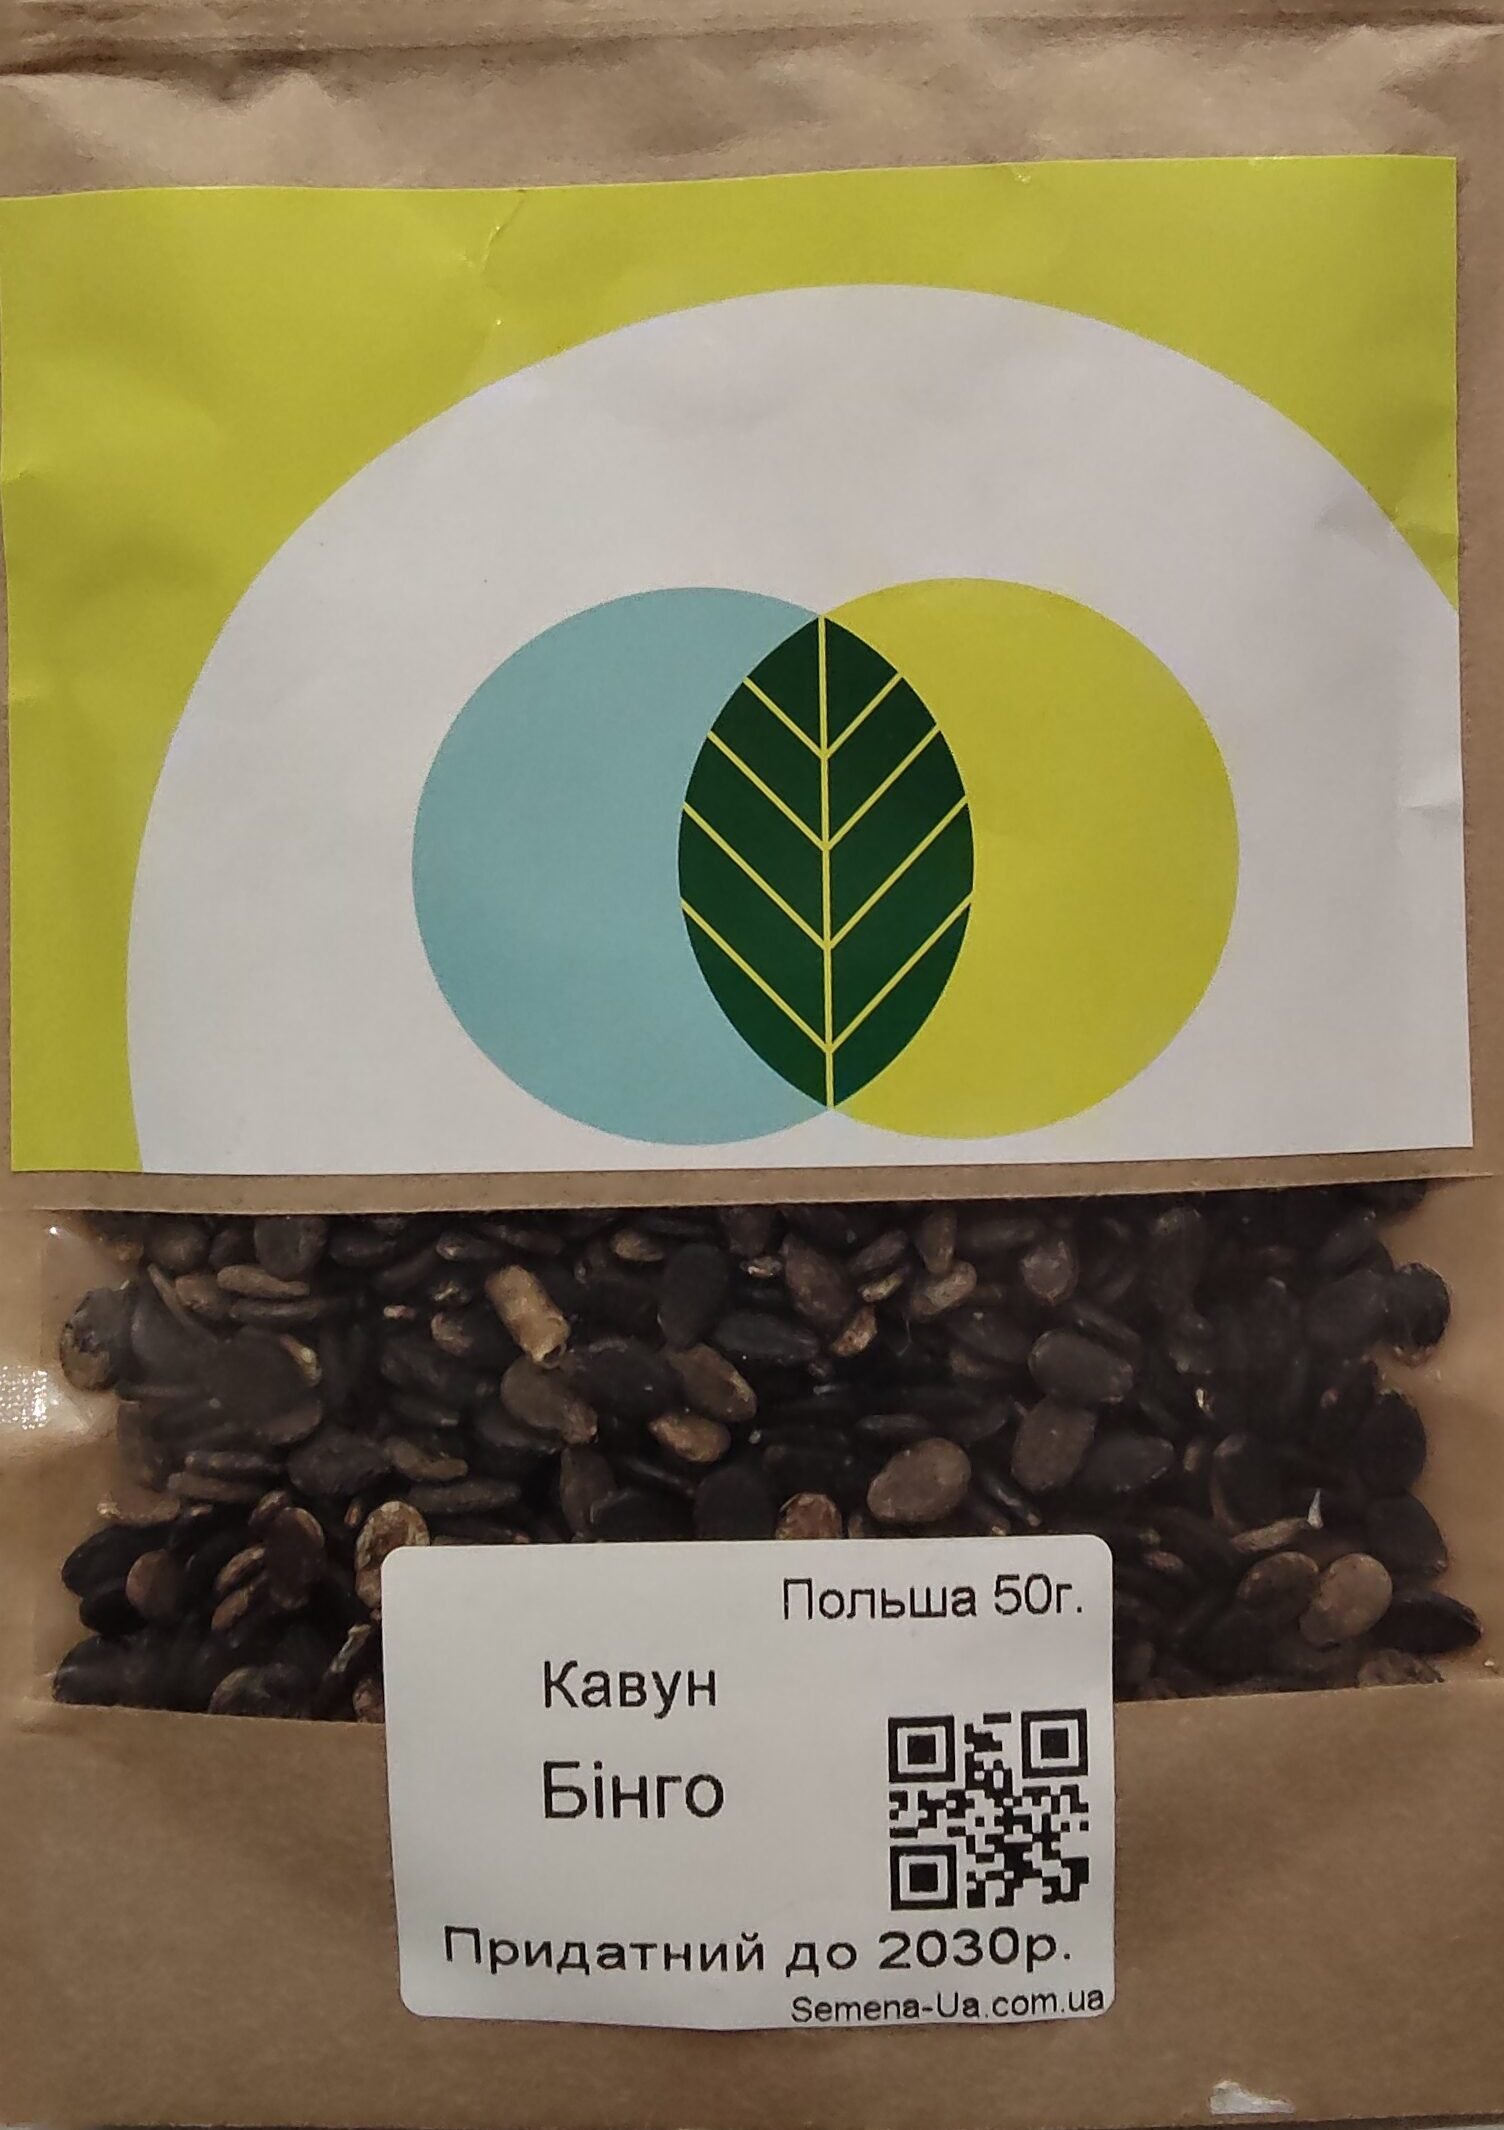 Польша 50г.
Кавун
Бінго
Придатний до 2030р.
Semena-Ua.com.ua